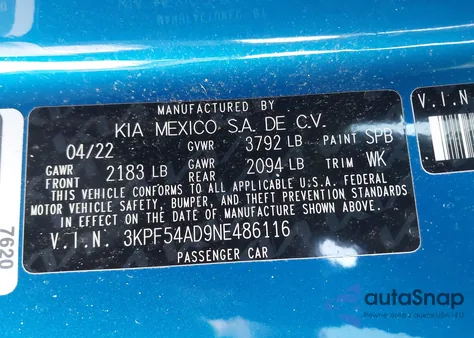 MANUFACTURED BY
KIA MEXICO S.A. DE C.V.
04/22 GVWR 3792 LB PAINT SPB
GAWR FRONT 2183 LB GAWR REAR 2094 LB TRIM WK
THIS VEHICLE CONFORMS TO ALL APPLICABLE U.S.A. FEDERAL
MOTOR VEHICLE SAFETY, BUMPER, AND THEFT PREVENTION STANDARDS
IN EFFECT ON THE DATE OF MANUFACTURE SHOWN ABOVE.
V.I.N. 3KPF54AD9NE486116
PASSENGER CAR
7620
V.I.N.
autoSnap